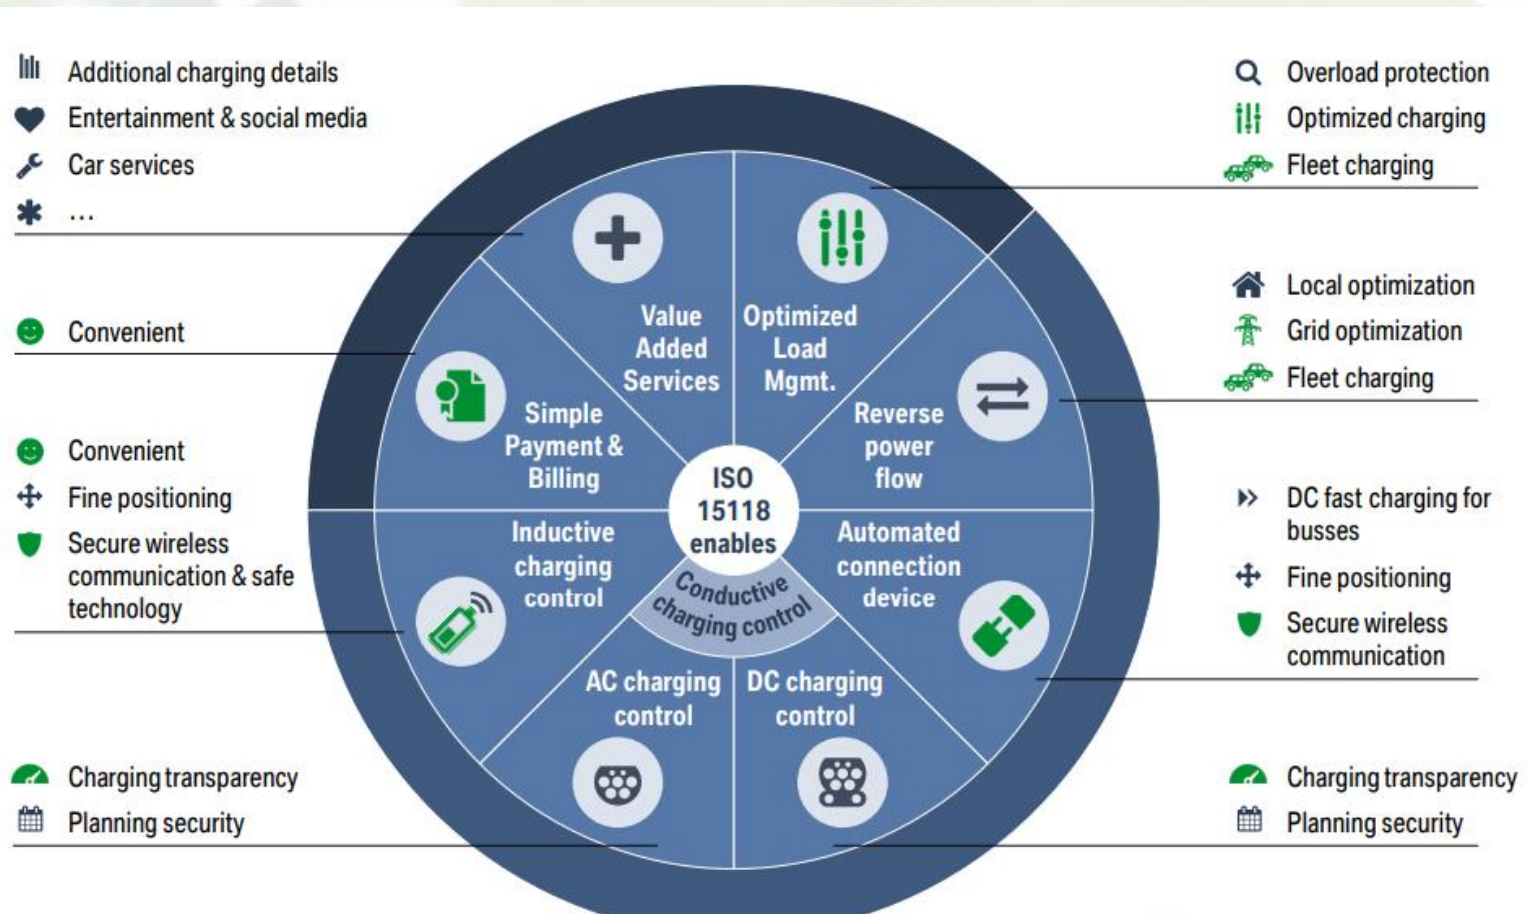 Additional charging details
Entertainment & social media
Car services
...
Convenient
Convenient
Fine positioning
Secure wireless
communication & safe
technology
Charging transparency
Planning security
Value
Added
Services
Optimized
Load
Mgmt.
Simple
Payment &
Billing
Reverse
power
flow
ISO
15118
enables
Inductive
charging
control
Automated
connection
device
Conductive
charging control
AC charging
control
DC charging
control
Overload protection
Optimized charging
Fleet charging
Local optimization
Grid optimization
Fleet charging
DC fast charging for
busses
Fine positioning
Secure wireless
communication
Charging transparency
Planning security